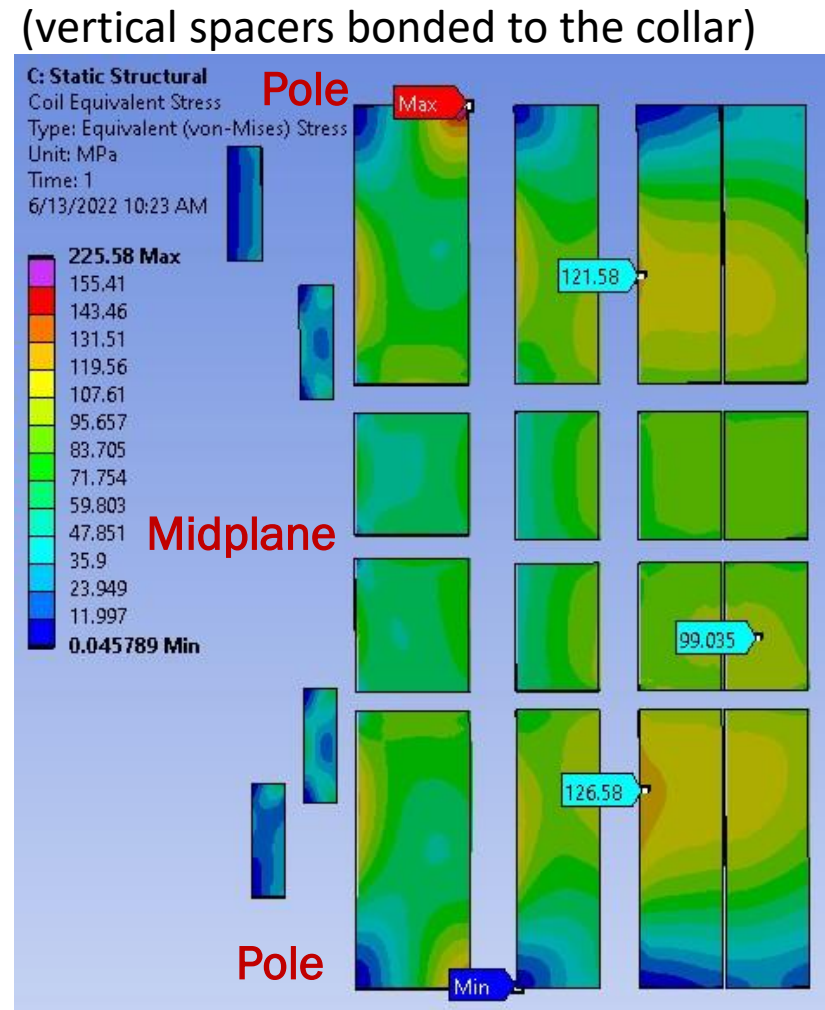 (vertical spacers bonded to the collar)
C: Static Structural
Coil Equivalent Stress
Type: Equivalent (von-Mises) Stress
Unit: MPa
Time: 1
6/13/2022 10:23 AM
Pole
Max
225.58 Max
155.41
143.46
131.51
119.56
107.61
95.657
83.705
71.754
59.803
47.851
35.9
23.949
11.997
0.045789 Min
121.58
Midplane
99.035
126.58
Pole
Min